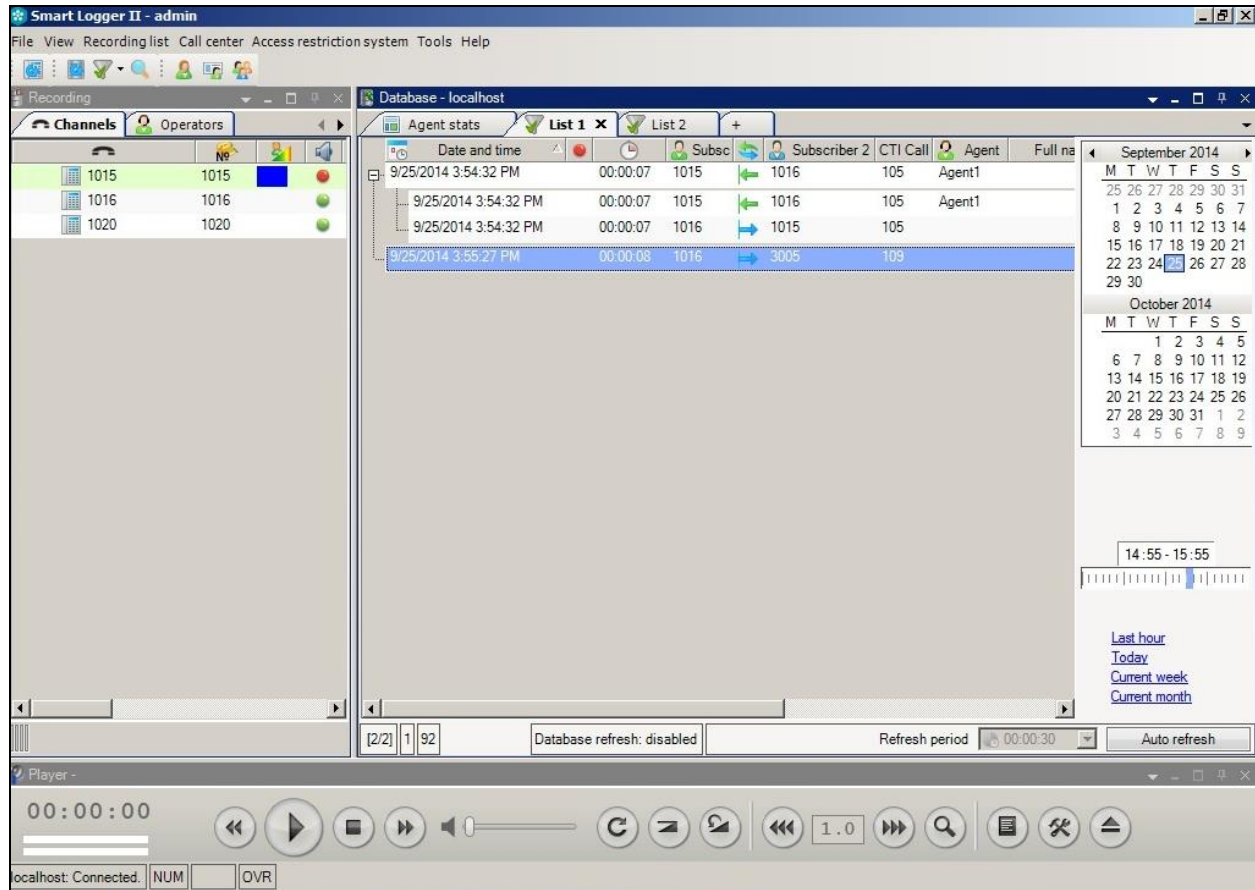 Smart Logger II - admin
File View Recording list Call center Access restriction system Tools Help
Recording
Channels Operators
№
1015 1015
1016 1016
1020 1020
Database - localhost
Agent stats List 1 X List 2 +
Date and time Subsc Subscriber 2 CTI Call Agent Full na
9/25/2014 3:54:32 PM 00:00:07 1015 1016 105 Agent1
9/25/2014 3:54:32 PM 00:00:07 1015 1016 105 Agent1
9/25/2014 3:54:32 PM 00:00:07 1016 1015 105
9/25/2014 3:55:27 PM 00:00:08 1016 3005 109
September 2014
M T W T F S S
25 26 27 28 29 30 31
1 2 3 4 5 6 7
8 9 10 11 12 13 14
15 16 17 18 19 20 21
22 23 24 25 26 27 28
29 30
October 2014
M T W T F S S
1 2 3 4 5
6 7 8 9 10 11 12
13 14 15 16 17 18 19
20 21 22 23 24 25 26
27 28 29 30 31 1 2
3 4 5 6 7 8 9
14:55 - 15:55
Last hour
Today
Current week
Current month
[2/2] 1 92 Database refresh: disabled Refresh period 00:00:30 Auto refresh
Player -
00:00:00
1.0
localhost: Connected. NUM OVR